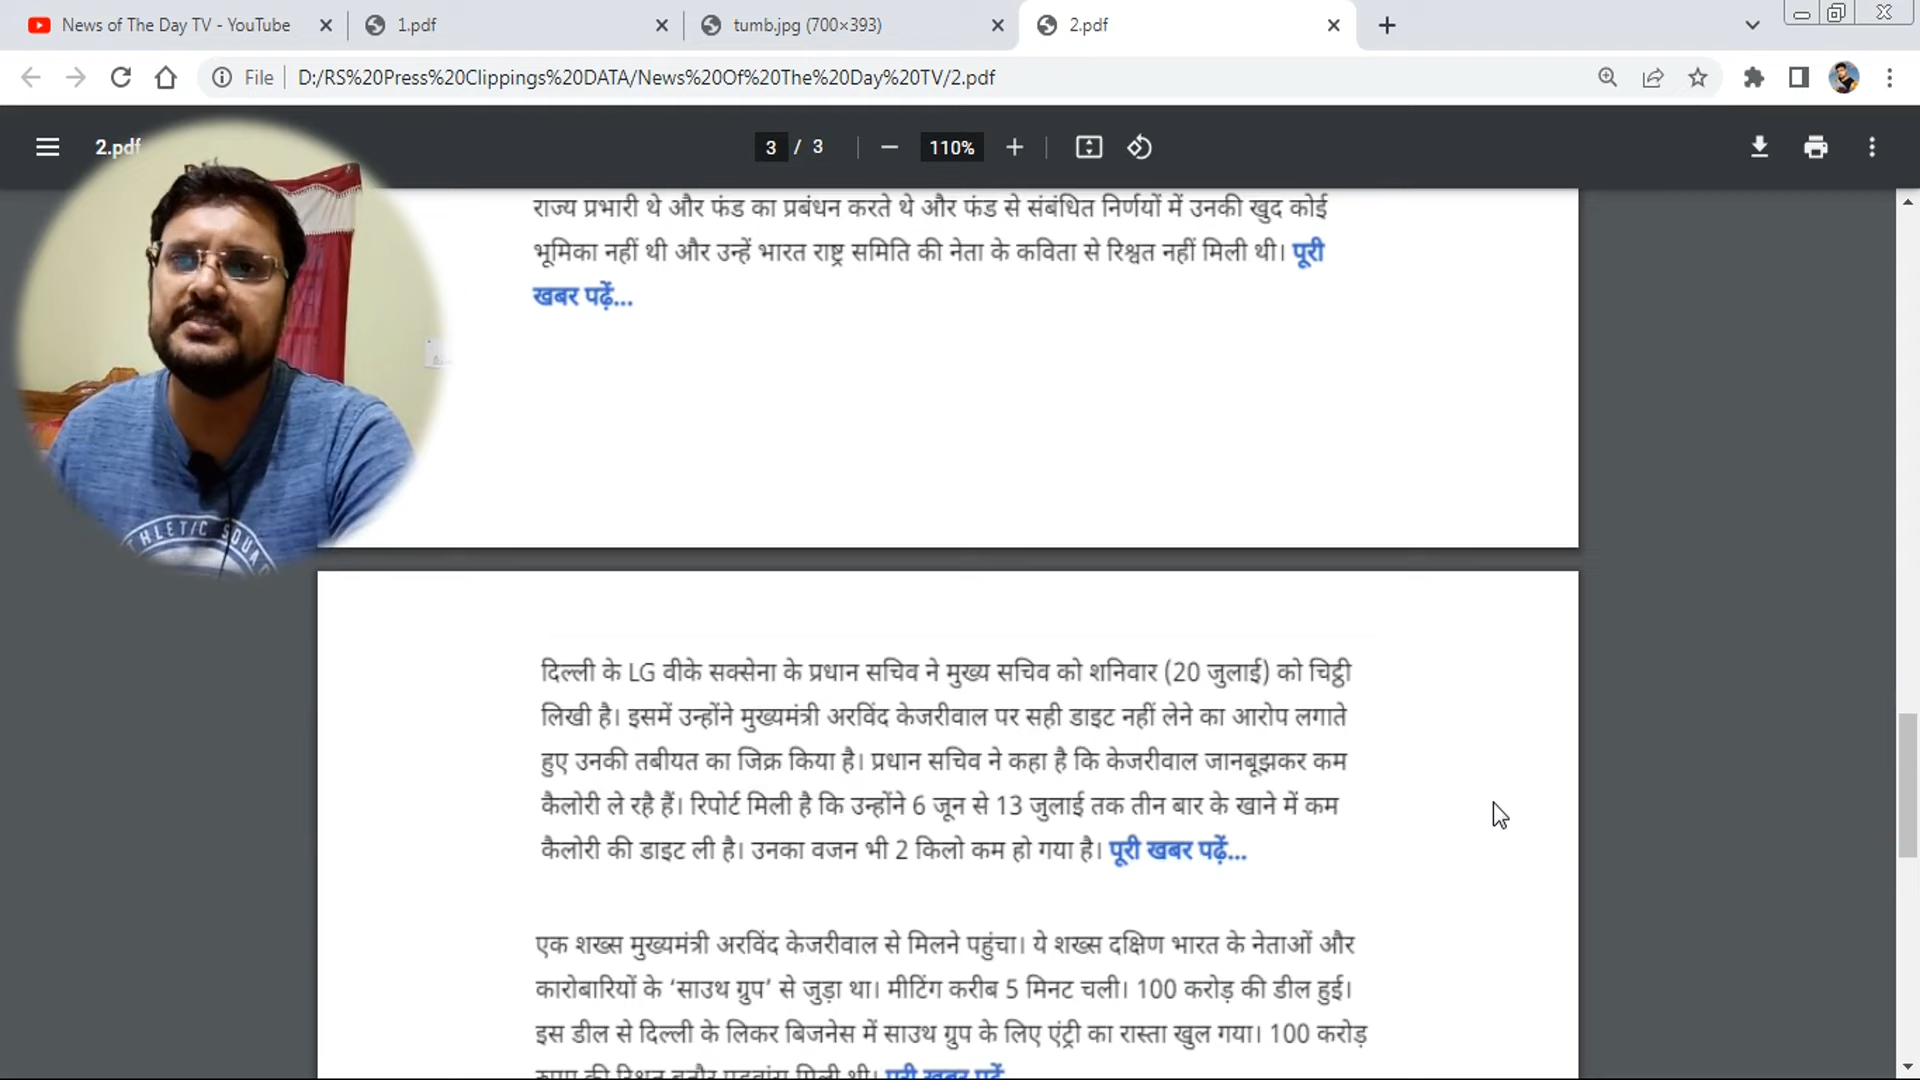 News of The Day TV - YouTube
1.pdf
tumb.jpg (700×393)
2.pdf
File
D:/RS%20Press%20Clippings%20DATA/News%20Of%20The%20Day%20TV/2.pdf
2.pdf
3 / 3
110%
राज्य प्रभारी थे और फंड का प्रबंधन करते थे और फंड से संबंधित निर्णयों में उनकी खुद कोई
भूमिका नहीं थी और उन्हें भारत राष्ट्र समिति की नेता के कविता से रिश्वत नहीं मिली थी। पूरी
खबर पढ़ें...
दिल्ली के LG वीके सक्सेना के प्रधान सचिव ने मुख्य सचिव को शनिवार (20 जुलाई) को चिट्ठी
लिखी है। इसमें उन्होंने मुख्यमंत्री अरविंद केजरीवाल पर सही डाइट नहीं लेने का आरोप लगाते
हुए उनकी तबीयत का जिक्र किया है। प्रधान सचिव ने कहा है कि केजरीवाल जानबूझकर कम
कैलोरी ले रहै हैं। रिपोर्ट मिली है कि उन्होंने 6 जून से 13 जुलाई तक तीन बार के खाने में कम
कैलोरी की डाइट ली है। उनका वजन भी 2 किलो कम हो गया है। पूरी खबर पढ़ें...
एक शख्स मुख्यमंत्री अरविंद केजरीवाल से मिलने पहुंचा। ये शख्स दक्षिण भारत के नेताओं और
कारोबारियों के ‘साउथ ग्रुप’ से जुड़ा था। मीटिंग करीब 5 मिनट चली। 100 करोड़ की डील हुई।
इस डील से दिल्ली के लिकर बिजनेस में साउथ ग्रुप के लिए एंट्री का रास्ता खुल गया। 100 करोड़